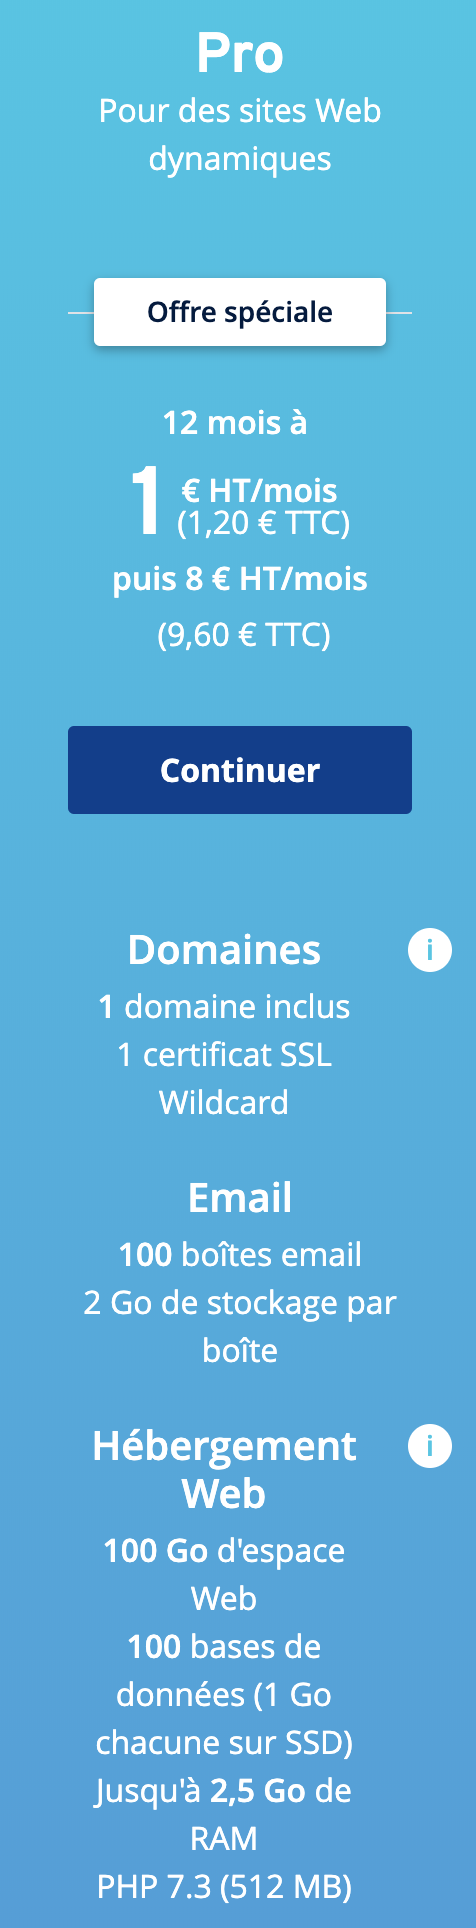 Pro
Pour des sites Web
dynamiques
Offre spéciale
12 mois à
1 € HT/mois
(1,20 € TTC)
puis 8 € HT/mois
(9,60 € TTC)
Continuer
Domaines i
1 domaine inclus
1 certificat SSL
Wildcard
Email
100 boîtes email
2 Go de stockage par
boîte
Hébergement i
Web
100 Go d'espace
Web
100 bases de
données (1 Go
chacune sur SSD)
Jusqu'à 2,5 Go de
RAM
PHP 7.3 (512 MB)